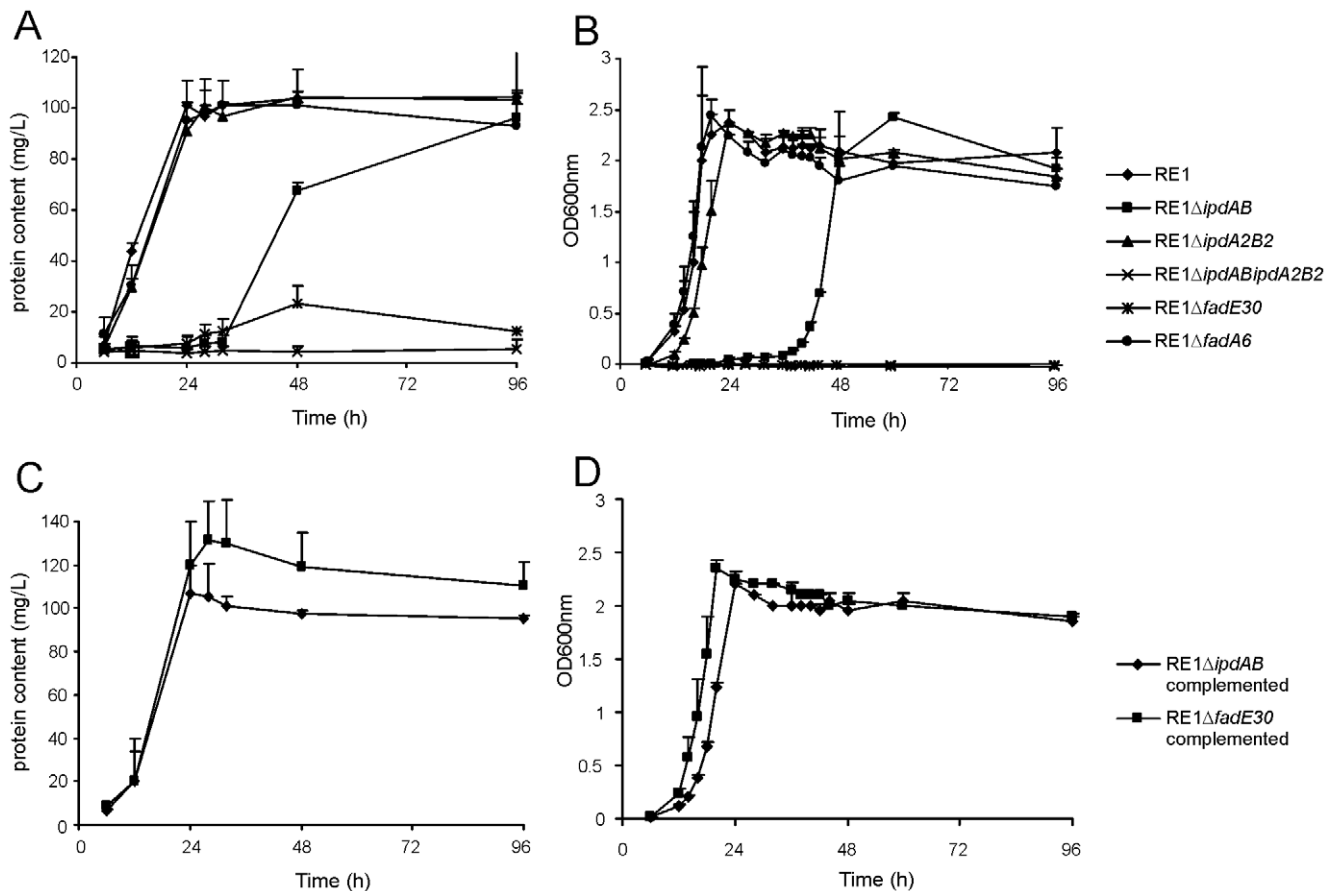 A
120
100
80
60
40
20
0
protein content (mg/L)
0
24
48
72
96
Time (h)
B
3
2.5
2
1.5
1
0.5
0
OD600nm
0
24
48
72
96
Time (h)
RE1
RE1ΔipdAB
RE1ΔipdA2B2
RE1ΔipdABipdA2B2
RE1ΔfadE30
RE1ΔfadA6
C
140
120
100
80
60
40
20
0
protein content (mg/L)
0
24
48
72
96
Time (h)
D
3
2.5
2
1.5
1
0.5
0
OD600nm
0
24
48
72
96
Time (h)
RE1ΔipdAB
complemented
RE1ΔfadE30
complemented